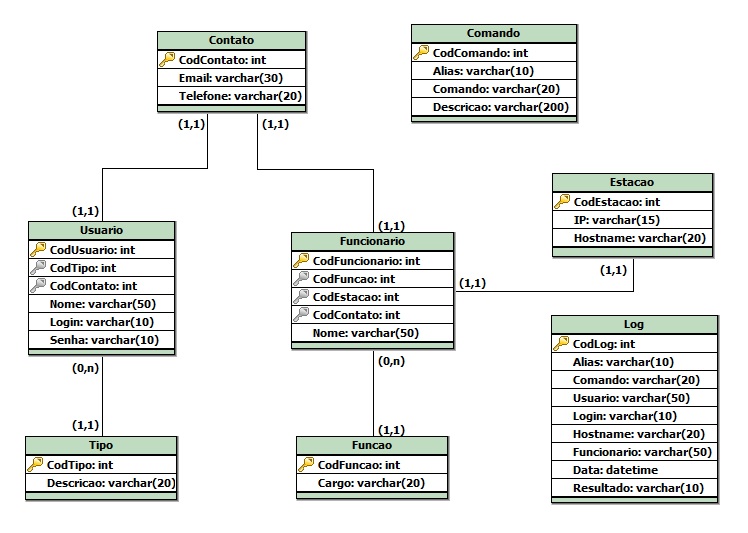 Contato
CodContato: int
Email: varchar(30)
Telefone: varchar(20)
Comando
CodComando: int
Alias: varchar(10)
Comando: varchar(20)
Descricao: varchar(200)
(1,1)
(1,1)
(1,1)
Usuario
CodUsuario: int
CodTipo: int
CodContato: int
Nome: varchar(50)
Login: varchar(10)
Senha: varchar(10)
(0,n)
(1,1)
Funcionario
CodFuncionario: int
CodFuncao: int
CodEstacao: int
CodContato: int
Nome: varchar(50)
(1,1)
(0,n)
Estacao
CodEstacao: int
IP: varchar(15)
Hostname: varchar(20)
(1,1)
(1,1)
Tipo
CodTipo: int
Descricao: varchar(20)
(1,1)
Funcao
CodFuncao: int
Cargo: varchar(20)
Log
CodLog: int
Alias: varchar(10)
Comando: varchar(20)
Usuario: varchar(50)
Login: varchar(10)
Hostname: varchar(20)
Funcionario: varchar(50)
Data: datetime
Resultado: varchar(10)